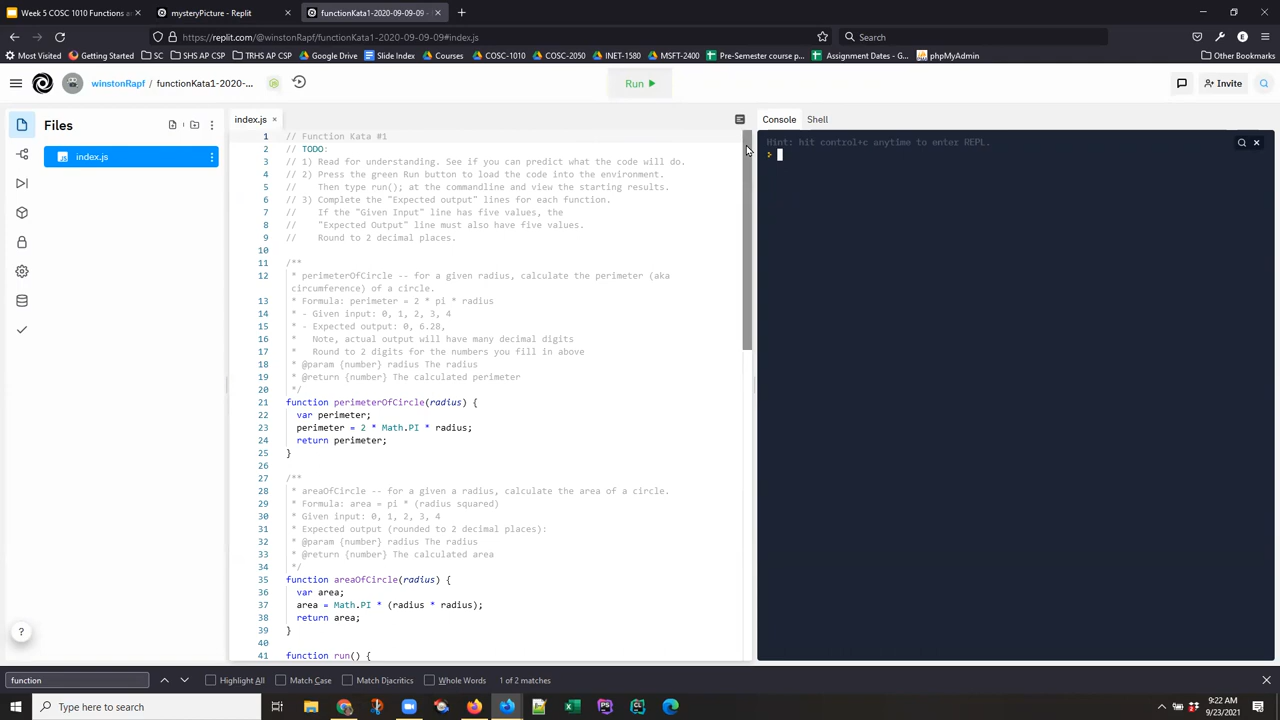 Week 5 COSC 1010 Functions a
mysteryPicture - Replit
functionKata1-2020-09-09-09 -
https://replit.com/@winstonRapf/functionKata1-2020-09-09-09#index.js
Search
Most Visited
Getting Started
SHS AP CSP
TRHS AP CSP
Google Drive
Slide Index
Courses
COSC-1010
COSC-2050
INET-1580
MSFT-2400
Pre-Semester course p...
Assignment Dates - G...
phpMyAdmin
Other Bookmarks
winstonRapf / functionKata1-2020-...
Run
Invite
Files
index.js
index.js
Console
Shell
1 // Function Kata #1
2 // TODO:
3 // 1) Read for understanding. See if you can predict what the code will do.
4 // 2) Press the green Run button to load the code into the environment.
5 // Then type run(); at the commandline and view the starting results.
6 // 3) Complete the "Expected output" lines for each function.
7 // If the "Given Input" line has five values, the
8 // "Expected Output" line must also have five values.
9 // Round to 2 decimal places.
10
11 /**
12 * perimeterOfCircle -- for a given radius, calculate the perimeter (aka
circumference) of a circle.
13 * Formula: perimeter = 2 * pi * radius
14 * - Given input: 0, 1, 2, 3, 4
15 * - Expected output: 0, 6.28,
16 * Note, actual output will have many decimal digits
17 * Round to 2 digits for the numbers you fill in above
18 * @param {number} radius The radius
19 * @return {number} The calculated perimeter
20 */
21 function perimeterOfCircle(radius) {
22 var perimeter;
23 perimeter = 2 * Math.PI * radius;
24 return perimeter;
25 }
26
27 /**
28 * areaOfCircle -- for a given a radius, calculate the area of a circle.
29 * Formula: area = pi * (radius squared)
30 * Given input: 0, 1, 2, 3, 4
31 * Expected output (rounded to 2 decimal places):
32 * @param {number} radius The radius
33 * @return {number} The calculated area
34 */
35 function areaOfCircle(radius) {
36 var area;
37 area = Math.PI * (radius * radius);
38 return area;
39 }
40
41 function run() {
Hint: hit control+c anytime to enter REPL.
>
?
function
Highlight All
Match Case
Match Diacritics
Whole Words
1 of 2 matches
Type here to search
9:22 AM
9/23/2021